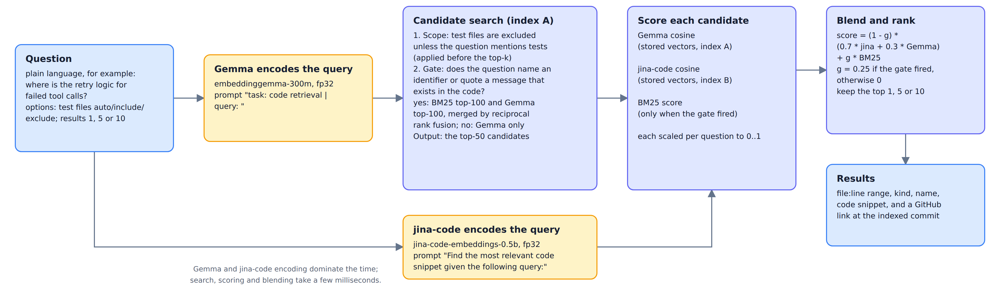 Question
plain language, for example:
where is the retry logic for
failed tool calls?
options: test files auto/include/
exclude; results 1, 5 or 10
Gemma encodes the query
embeddinggemma-300m, fp32
prompt "task: code retrieval |
query: "
Candidate search (index A)
1. Scope: test files are excluded
unless the question mentions tests
(applied before the top-k)
2. Gate: does the question name an
identifier or quote a message that
exists in the code?
yes: BM25 top-100 and Gemma
top-100, merged by reciprocal
rank fusion; no: Gemma only
Output: the top-50 candidates
Score each candidate
Gemma cosine
(stored vectors, index A)
jina-code cosine
(stored vectors, index B)
BM25 score
(only when the gate fired)
each scaled per question to 0..1
Blend and rank
score = (1 - g) *
(0.7 * jina + 0.3 * Gemma)
+ g * BM25
g = 0.25 if the gate fired,
otherwise 0
keep the top 1, 5 or 10
Results
file:line range, kind, name,
code snippet, and a GitHub
link at the indexed commit
jina-code encodes the query
jina-code-embeddings-0.5b, fp32
prompt "Find the most relevant code
snippet given the following query:"
Gemma and jina-code encoding dominate the time;
search, scoring and blending take a few milliseconds.